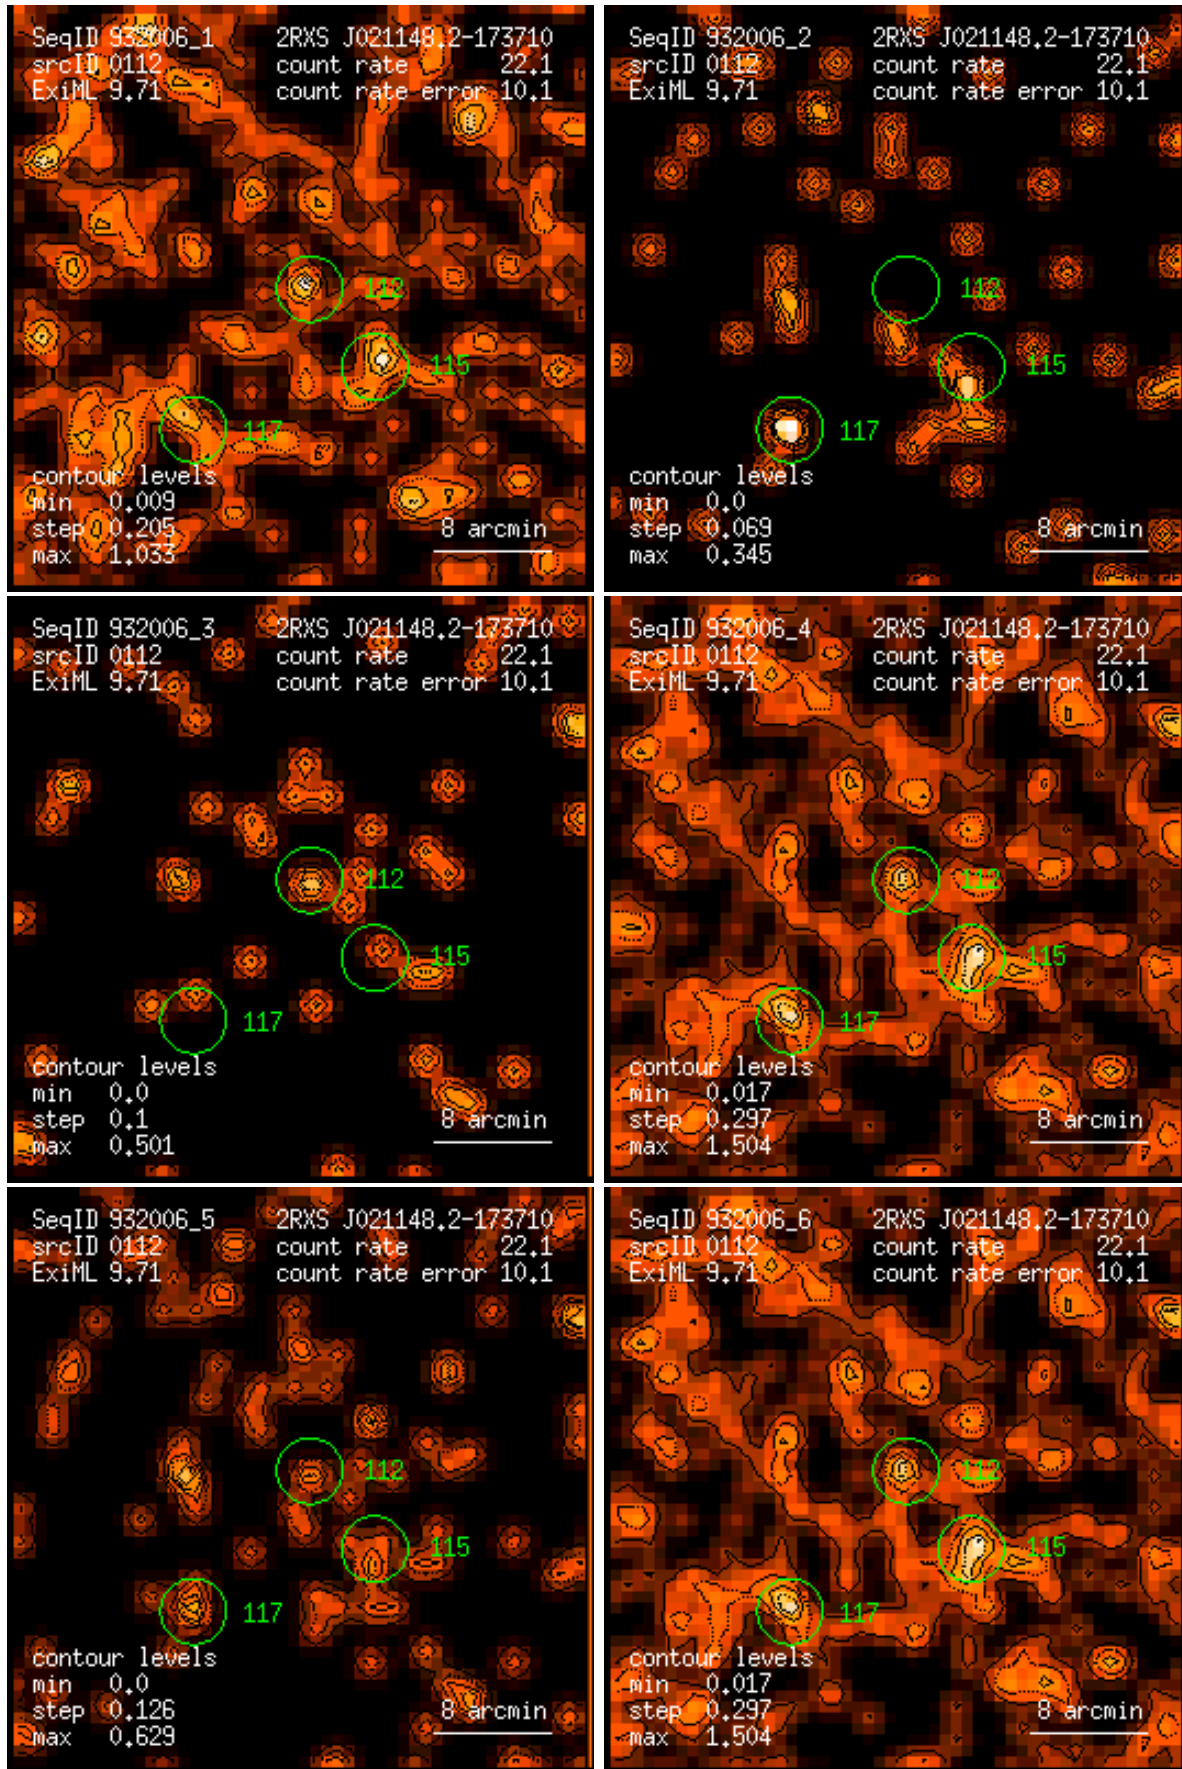 SeqID 932006_1 2RXS J021148.2-173710
srcID 0112 count rate 22.1
ExiML 9.71 count rate error 10.1
112
115
117
contour levels
min 0.009
step 0.205 8 arcmin
max 1.033
SeqID 932006_2 2RXS J021148.2-173710
srcID 0112 count rate 22.1
ExiML 9.71 count rate error 10.1
112
115
117
contour levels
min 0.0
step 0.069 8 arcmin
max 0.345
SeqID 932006_3 2RXS J021148.2-173710
srcID 0112 count rate 22.1
ExiML 9.71 count rate error 10.1
112
115
117
contour levels
min 0.0
step 0.1 8 arcmin
max 0.501
SeqID 932006_4 2RXS J021148.2-173710
srcID 0112 count rate 22.1
ExiML 9.71 count rate error 10.1
112
115
117
contour levels
min 0.017
step 0.297 8 arcmin
max 1.504
SeqID 932006_5 2RXS J021148.2-173710
srcID 0112 count rate 22.1
ExiML 9.71 count rate error 10.1
112
115
117
contour levels
min 0.0
step 0.126 8 arcmin
max 0.629
SeqID 932006_6 2RXS J021148.2-173710
srcID 0112 count rate 22.1
ExiML 9.71 count rate error 10.1
112
115
117
contour levels
min 0.017
step 0.297 8 arcmin
max 1.504